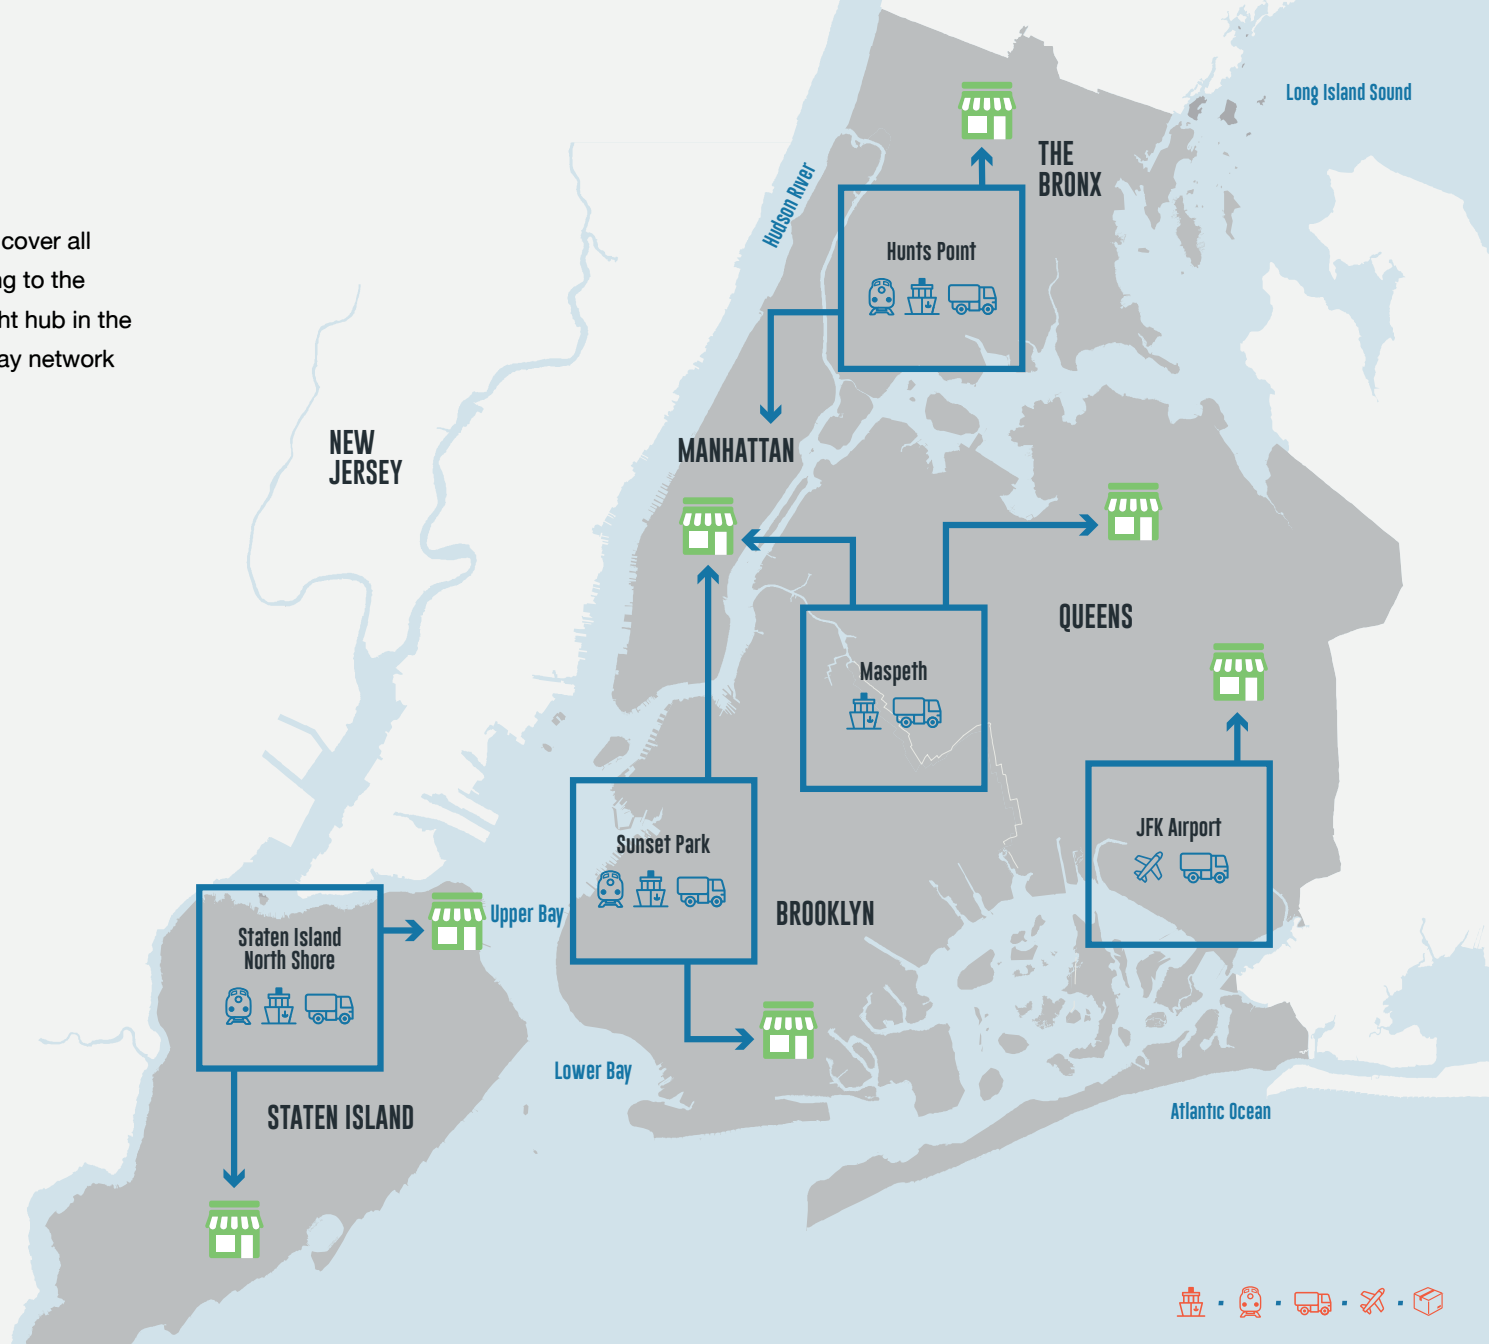 cover all
to the
hub in the
network
Long Island Sound
THE
BRONX
Hudson River
Hunts Point
NEW
JERSEY
MANHATTAN
QUEENS
Maspeth
JFK Airport
Sunset Park
BROOKLYN
Upper Bay
Staten Island
North Shore
Lower Bay
STATEN ISLAND
Atlantic Ocean